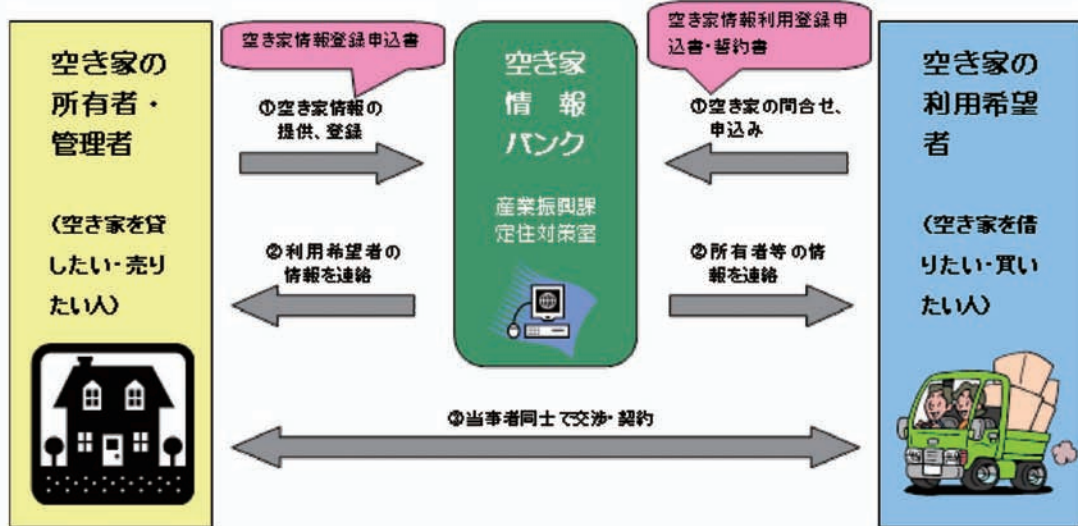 空き家の
所有者・
管理者
(空き家を貸
したい・売り
たい人)
空き家情報登録申込書
①空き家情報の
提供、登録
②利用希望者の
情報を連絡
空き家
情報
バンク
産業振興課
定住対策室
空き家情報利用登録申
込書・誓約書
①空き家の問合せ、
申込み
②所有者等の情
報を連絡
③当事者同士で交渉・契約
空き家の
利用希望
者
(空き家を借
りたい・買い
たい人)